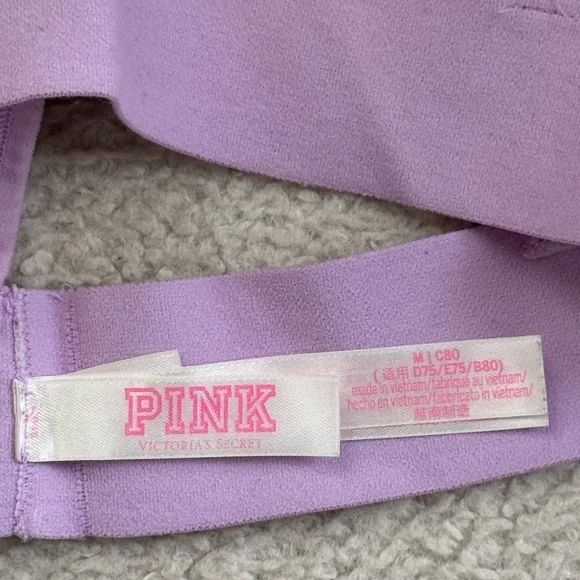 PINK
VICTORIA'S SECRET
M | C80
(适用 D75/E75/B80)
made in vietnam/fabriqué au vietnam/
hecho en vietnam/fabbricato in vietnam/
越南制造